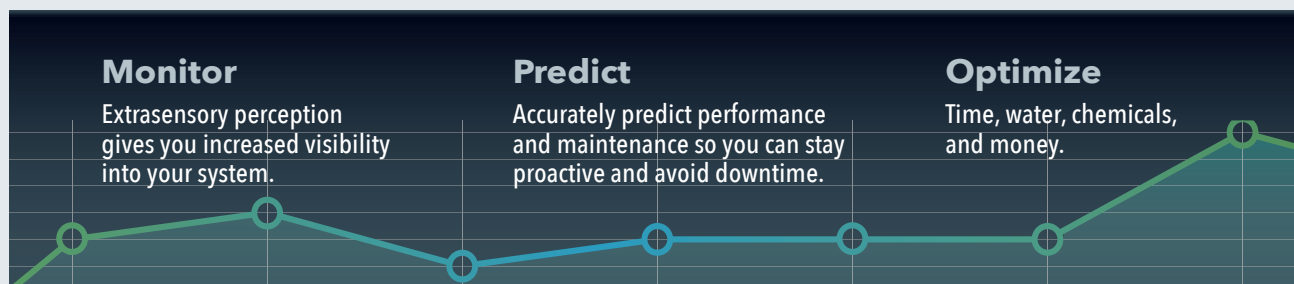 Monitor
Extrasensory perception
gives you increased visibility
into your system.
Predict
Accurately predict performance
and maintenance so you can stay
proactive and avoid downtime.
Optimize
Time, water, chemicals,
and money.